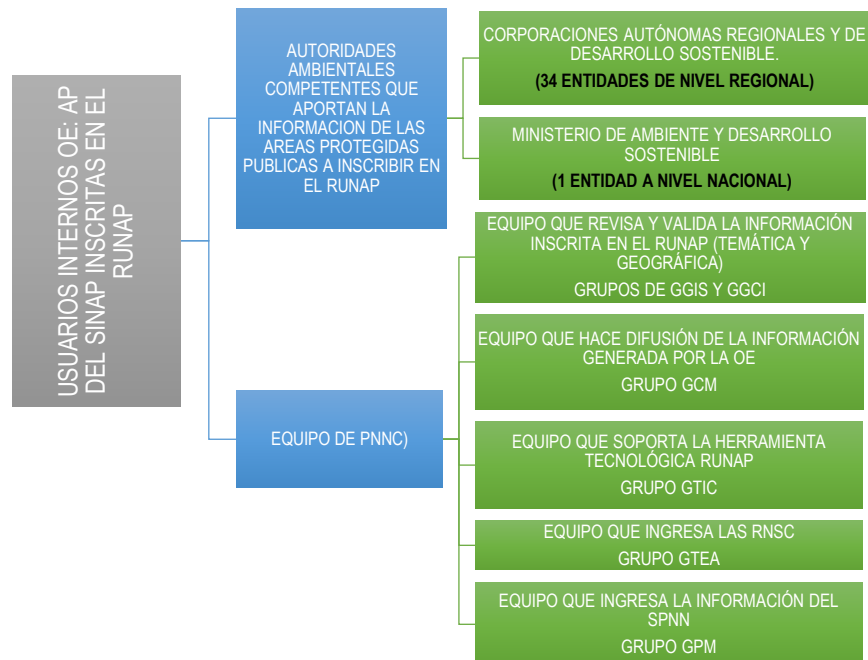 USUARIOS INTERNOS OE: AP
DEL SINAP INSCRITAS EN EL
RUNAP
AUTORIDADES
AMBIENTALES
COMPETENTES QUE
APORTAN LA
INFORMACION DE LAS
AREAS PROTEGIDAS
PUBLICAS A INSCRIBIR EN
EL RUNAP
CORPORACIONES AUTÓNOMAS REGIONALES Y DE
DESARROLLO SOSTENIBLE.
(34 ENTIDADES DE NIVEL REGIONAL)
MINISTERIO DE AMBIENTE Y DESARROLLO
SOSTENIBLE
(1 ENTIDAD A NIVEL NACIONAL)
EQUIPO DE PNNC)
EQUIPO QUE REVISA Y VALIDA LA INFORMACIÓN
INSCRITA EN EL RUNAP (TEMÁTICA Y
GEOGRÁFICA)
GRUPOS DE GGIS Y GGCI
EQUIPO QUE HACE DIFUSIÓN DE LA INFORMACIÓN
GENERADA POR LA OE
GRUPO GCM
EQUIPO QUE SOPORTA LA HERRAMIENTA
TECNOLÓGICA RUNAP
GRUPO GTIC
EQUIPO QUE INGRESA LAS RNSC
GRUPO GTEA
EQUIPO QUE INGRESA LA INFORMACIÓN DEL
SPNN
GRUPO GPM